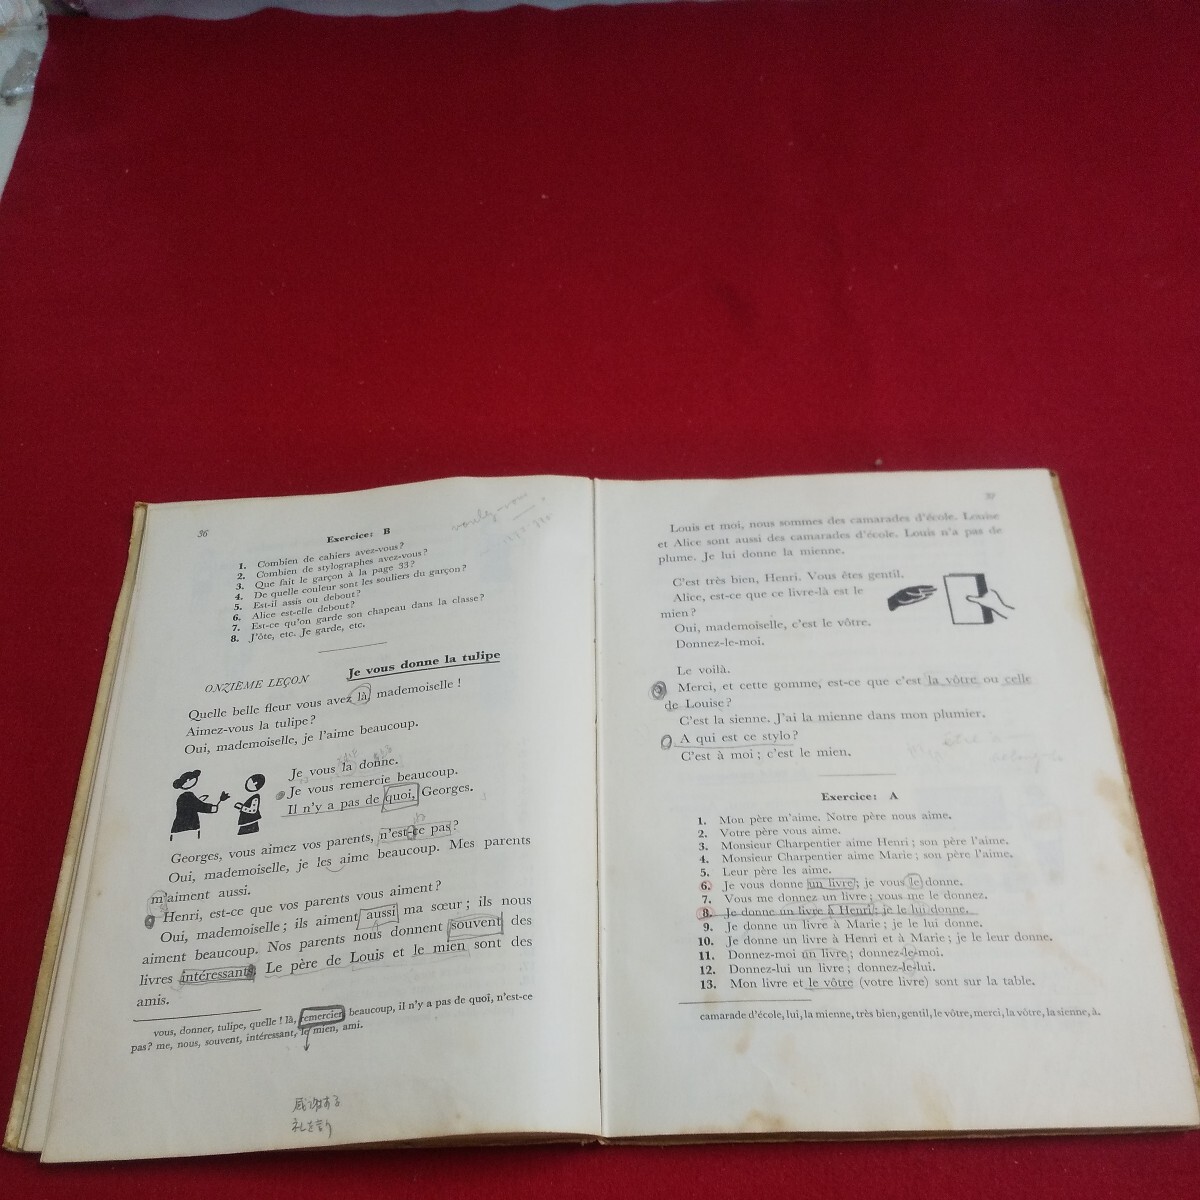 36
Exercice: B
1. Combien de cahiers avez-vous?
2. Combien de stylographes avez-vous?
3. Que fait le garçon à la page 33?
4. De quelle couleur sont les souliers du garçon?
5. Est-il assis ou debout?
6. Alice est-elle debout?
7. Est-ce qu'on garde son chapeau dans la classe?
8. J'ôte, etc. Je garde, etc.
ONZIÈME LEÇON
Je vous donne la tulipe
Quelle belle fleur vous avez là, mademoiselle !
Aimez-vous la tulipe?
Oui, mademoiselle, je l'aime beaucoup.
Je vous la donne.
Je vous remercie beaucoup.
Il n'y a pas de quoi, Georges.
Georges, vous aimez vos parents, n'est-ce pas?
Oui, mademoiselle, je les aime beaucoup. Mes parents
m'aiment aussi.
Henri, est-ce que vos parents vous aiment?
Oui, mademoiselle ; ils aiment aussi ma sœur ; ils nous
aiment beaucoup. Nos parents nous donnent souvent des
livres intéressants. Le père de Louis et le mien sont des
amis.
vous, donner, tulipe, quelle ! là, remercier, beaucoup, il n'y a pas de quoi, n'est-ce
pas? me, nous, souvent, intéressant, le mien, ami.
感謝する
礼を言う
37
Louis et moi, nous sommes des camarades d'école. Louise
et Alice sont aussi des camarades d'école. Louis n'a pas de
plume. Je lui donne la mienne.
C'est très bien, Henri. Vous êtes gentil.
Alice, est-ce que ce livre-là est le
mien?
Oui, mademoiselle, c'est le vôtre.
Donnez-le-moi.
Le voilà.
Merci, et cette gomme, est-ce que c'est la vôtre ou celle
de Louise?
C'est la sienne. J'ai la mienne dans mon plumier.
A qui est ce stylo?
C'est à moi ; c'est le mien.
Exercice: A
1. Mon père m'aime. Notre père nous aime.
2. Votre père vous aime.
3. Monsieur Charpentier aime Henri ; son père l'aime.
4. Monsieur Charpentier aime Marie ; son père l'aime.
5. Leur père les aime.
6. Je vous donne un livre ; je vous le donne.
7. Vous me donnez un livre ; vous me le donnez.
8. Je donne un livre à Henri ; je le lui donne.
9. Je donne un livre à Marie ; je le lui donne.
10. Je donne un livre à Henri et à Marie ; je le leur donne.
11. Donnez-moi un livre ; donnez-le-moi.
12. Donnez-lui un livre ; donnez-le-lui.
13. Mon livre et le vôtre (votre livre) sont sur la table.
camarade d'école, lui, la mienne, très bien, gentil, le vôtre, merci, la vôtre, la sienne, à.